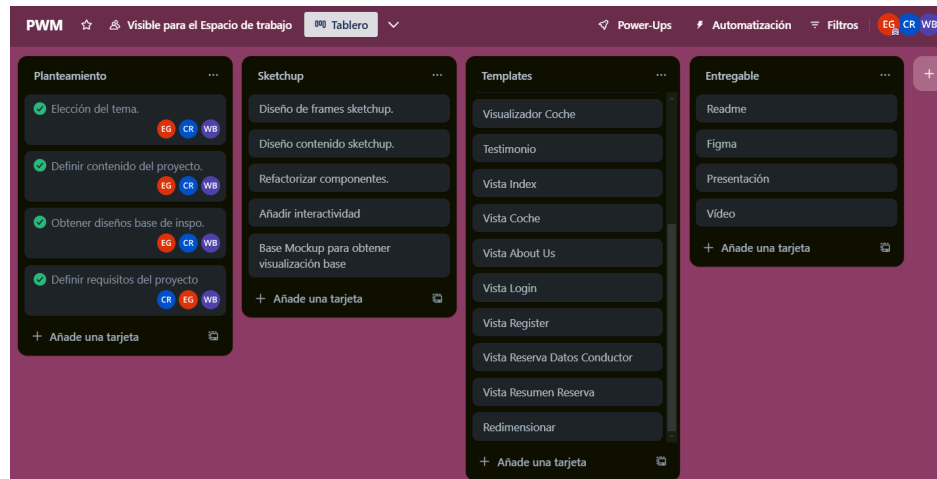 PWM
Visible para el Espacio de trabajo
Tablero
Power-Ups
Automatización
Filtros
EG CR WB
Planteamiento
Elección del tema.
EG CR WB
Definir contenido del proyecto.
EG CR WB
Obtener diseños base de inspo.
EG CR WB
Definir requisitos del proyecto
CR EG WB
+ Añade una tarjeta
Sketchup
Diseño de frames sketchup.
Diseño contenido sketchup.
Refactorizar componentes.
Añadir interactividad
Base Mockup para obtener
visualización base
+ Añade una tarjeta
Templates
Visualizador Coche
Testimonio
Vista Index
Vista Coche
Vista About Us
Vista Login
Vista Register
Vista Reserva Datos Conductor
Vista Resumen Reserva
Redimensionar
+ Añade una tarjeta
Entregable
Readme
Figma
Presentación
Vídeo
+ Añade una tarjeta